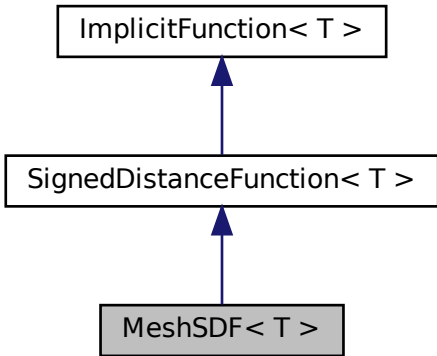 ImplicitFunction< T >
SignedDistanceFunction< T >
MeshSDF< T >